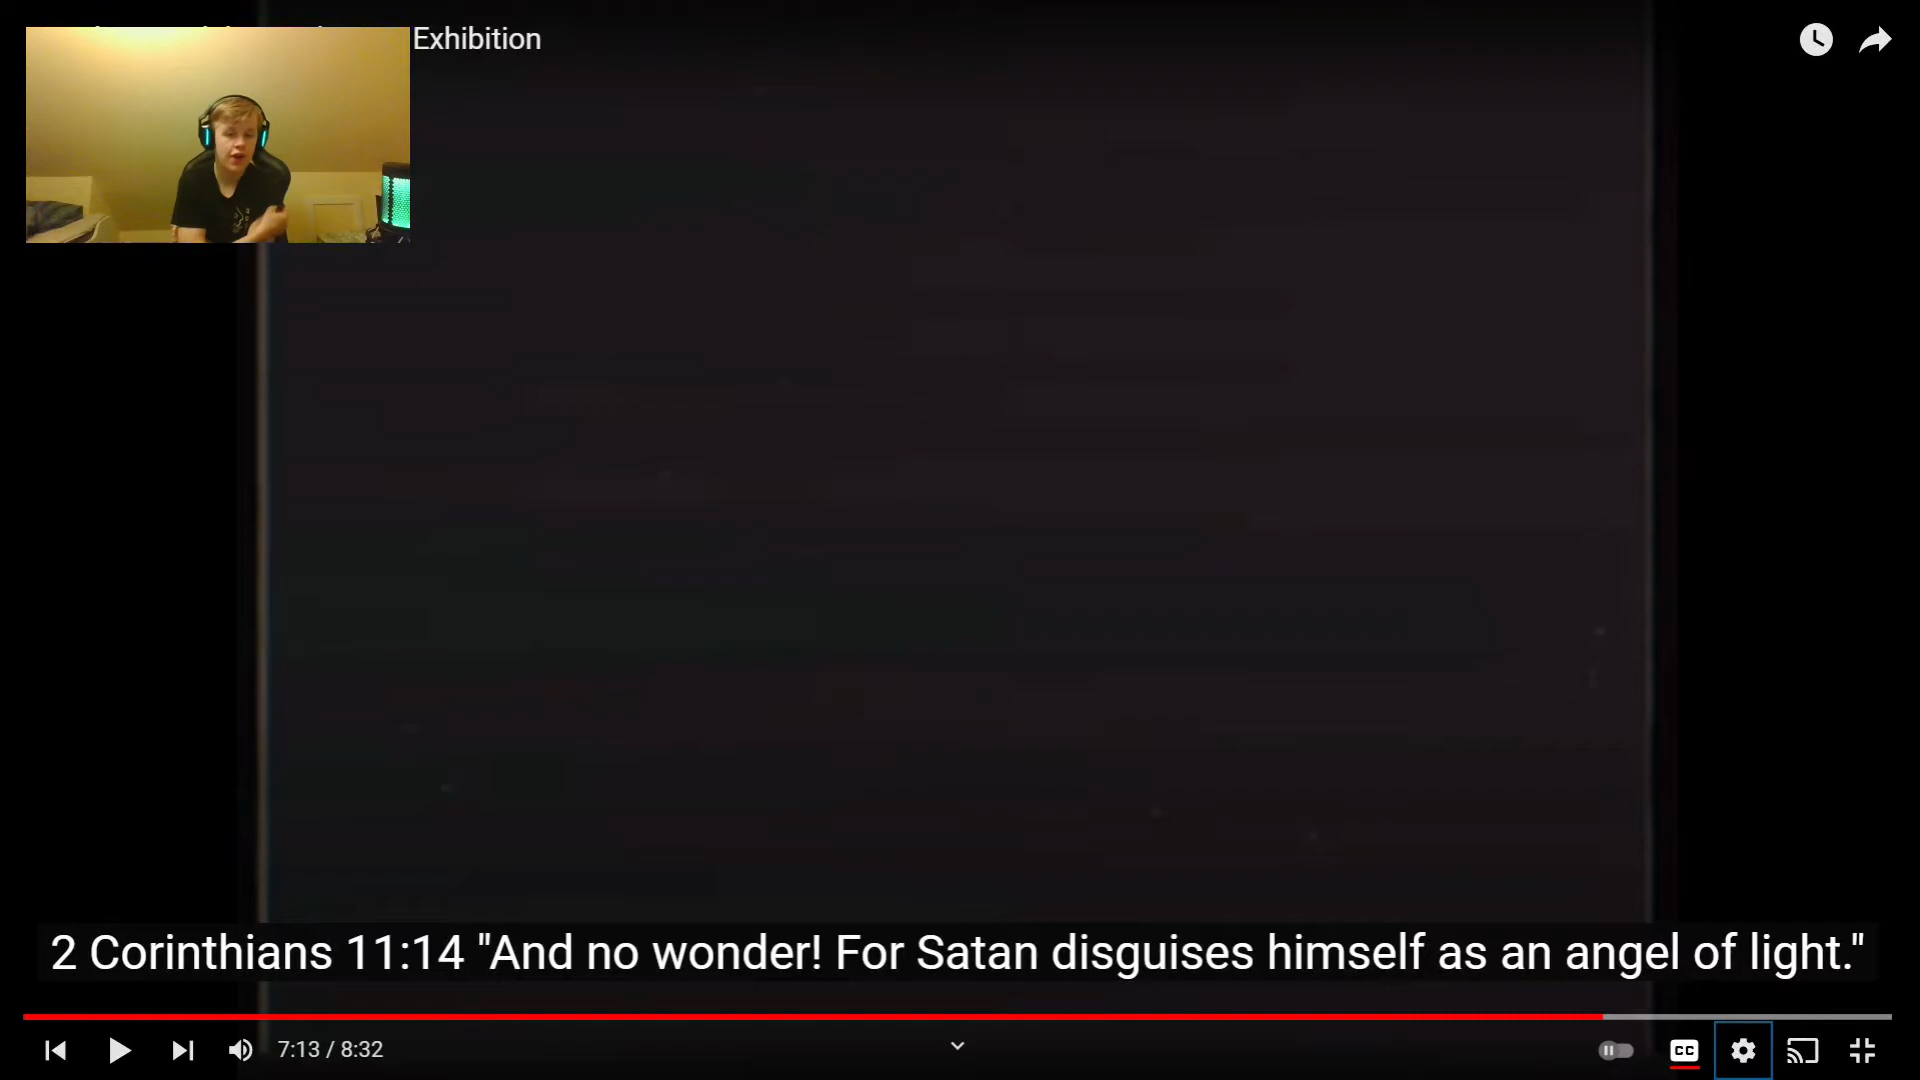 Exhibition
2 Corinthians 11:14 "And no wonder! For Satan disguises himself as an angel of light."
7:13 / 8:32
CC